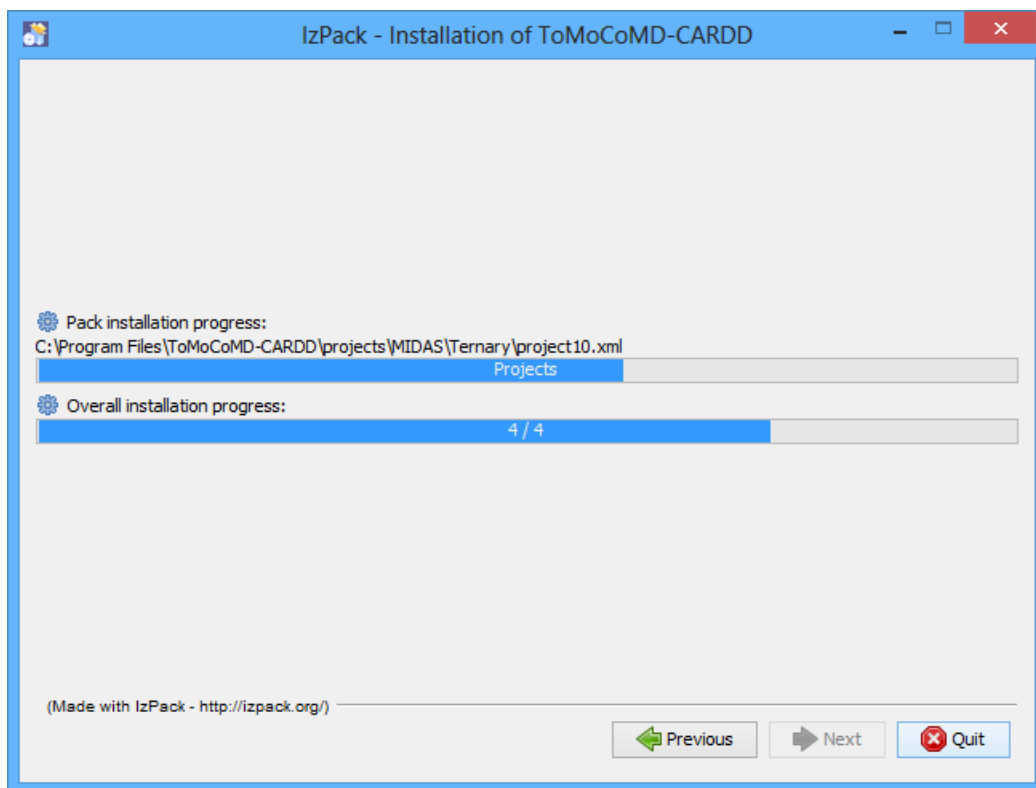 IzPack - Installation of ToMoCoMD-CARDD
Pack installation progress:
C:\Program Files\ToMoCoMD-CARDD\projects\MIDAS\Ternary\project10.xml
Projects
Overall installation progress:
4 / 4
(Made with IzPack - http://izpack.org/)
Previous Next Quit